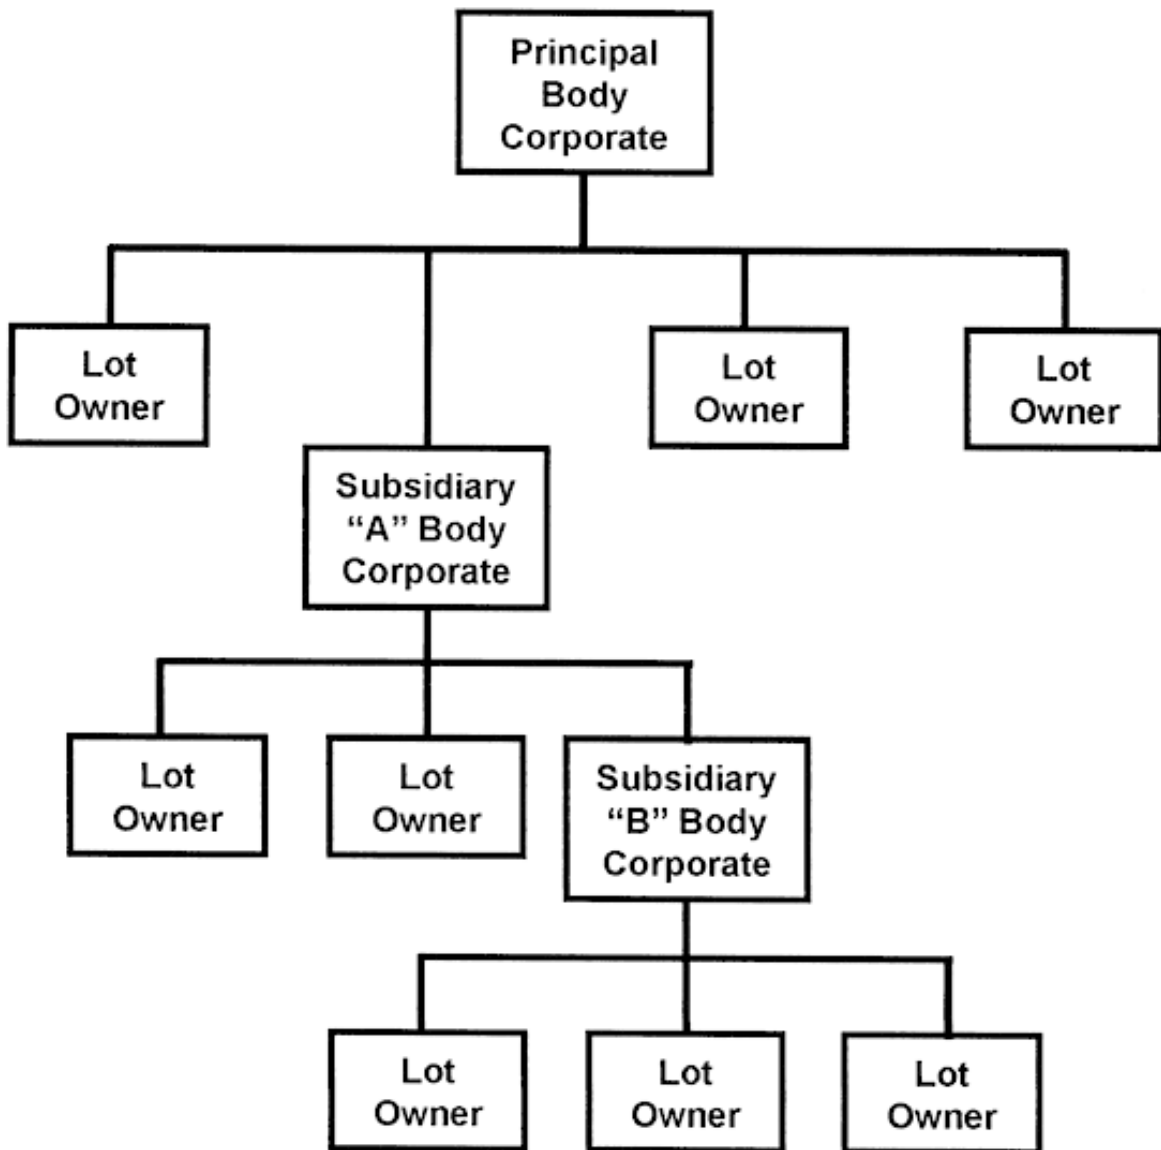 Principal
Body
Corporate
Lot
Owner
Lot
Owner
Lot
Owner
Subsidiary
“A” Body
Corporate
Lot
Owner
Lot
Owner
Subsidiary
“B” Body
Corporate
Lot
Owner
Lot
Owner
Lot
Owner